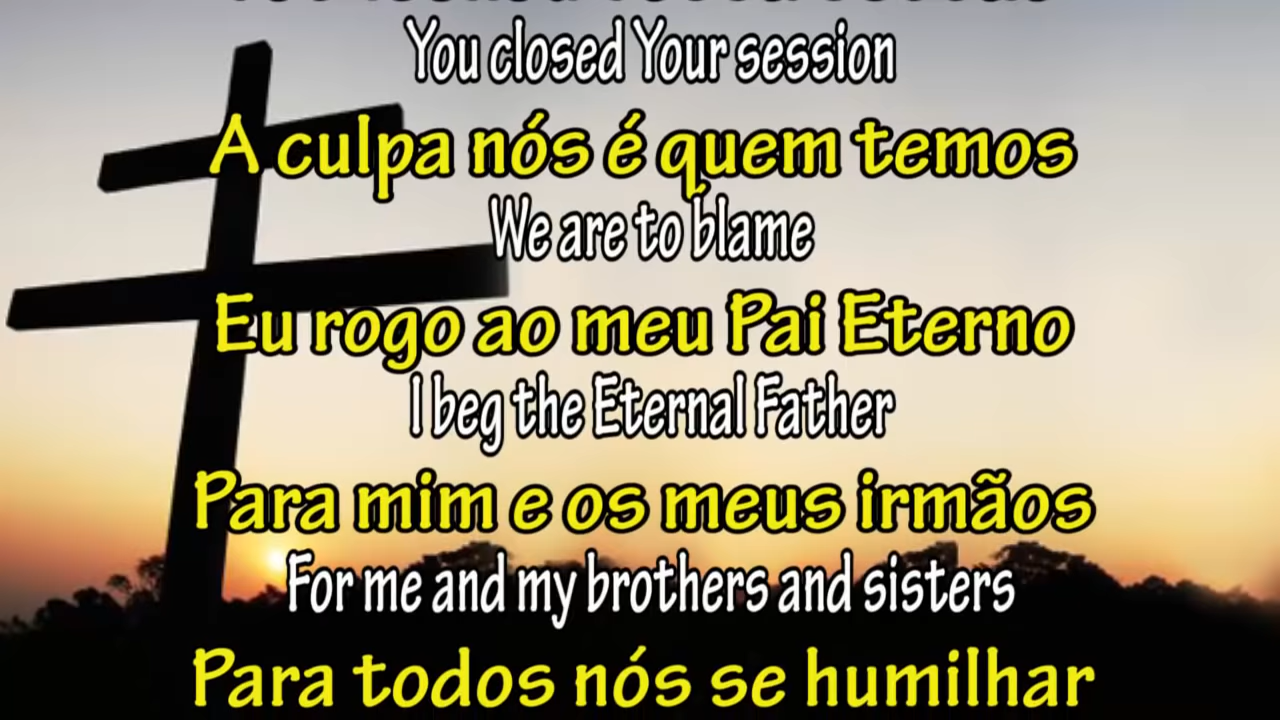 You closed Your session
A culpa nós é quem temos
We are to blame
Eu rogo ao meu Pai Eterno
I beg the Eternal Father
Para mim e os meus irmãos
For me and my brothers and sisters
Para todos nós se humilhar